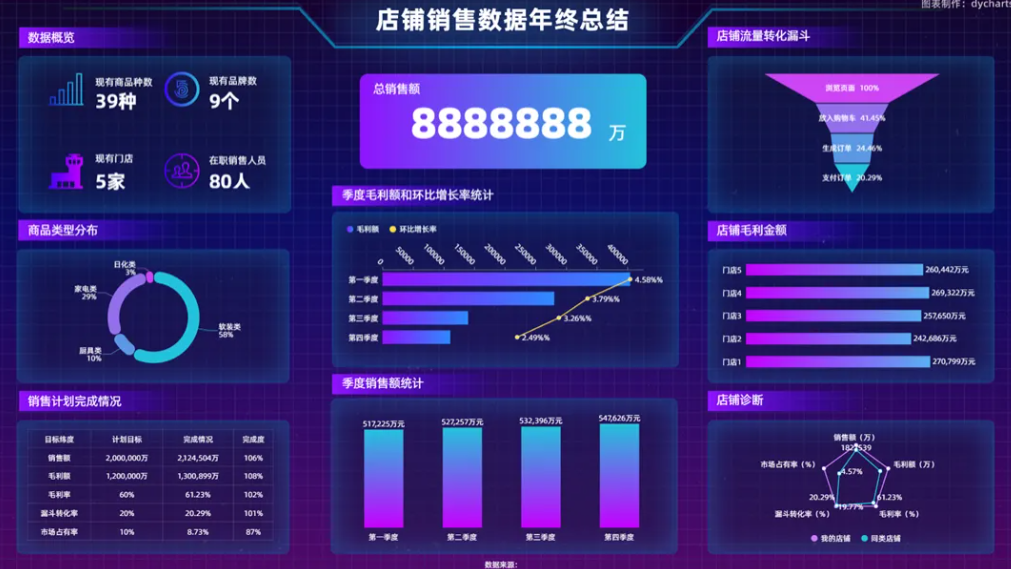 图表制作：dycharts
店铺销售数据年终总结
数据概览
现有商品种数
39种
现有品牌数
9个
现有门店
5家
在职销售人员
80人
商品类型分布
日化类
3%
家电类
29%
厨具类
10%
软装类
58%
销售计划完成情况
目标纬度 计划目标 完成情况 完成度
销售额 2,000,000万 2,124,504万 106%
毛利额 1,200,000万 1,300,899万 108%
毛利率 60% 61.23% 102%
漏斗转化率 20% 20.29% 101%
市场占有率 10% 8.73% 87%
总销售额
8888888 万
季度毛利额和环比增长率统计
毛利额 环比增长率
0 50000 100000 150000 200000 250000 300000 350000 400000
第一季度 4.58%%
第二季度 3.79%%
第三季度 3.26%%
第四季度 2.49%%
季度销售额统计
517,225万元 527,257万元 532,396万元 547,626万元
第一季度 第二季度 第三季度 第四季度
数据来源：
店铺流量转化漏斗
浏览页面 100%
放入购物车 41.45%
生成订单 24.46%
支付订单 20.29%
店铺毛利金额
门店5 260,442万元
门店4 269,322万元
门店3 257,650万元
门店2 242,686万元
门店1 270,799万元
店铺诊断
销售额（万）
市场占有率（%） 4.57% 毛利额（万）
20.29% 19.77% 61.23%
漏斗转化率（%） 毛利率（%）
我的店铺 同类店铺